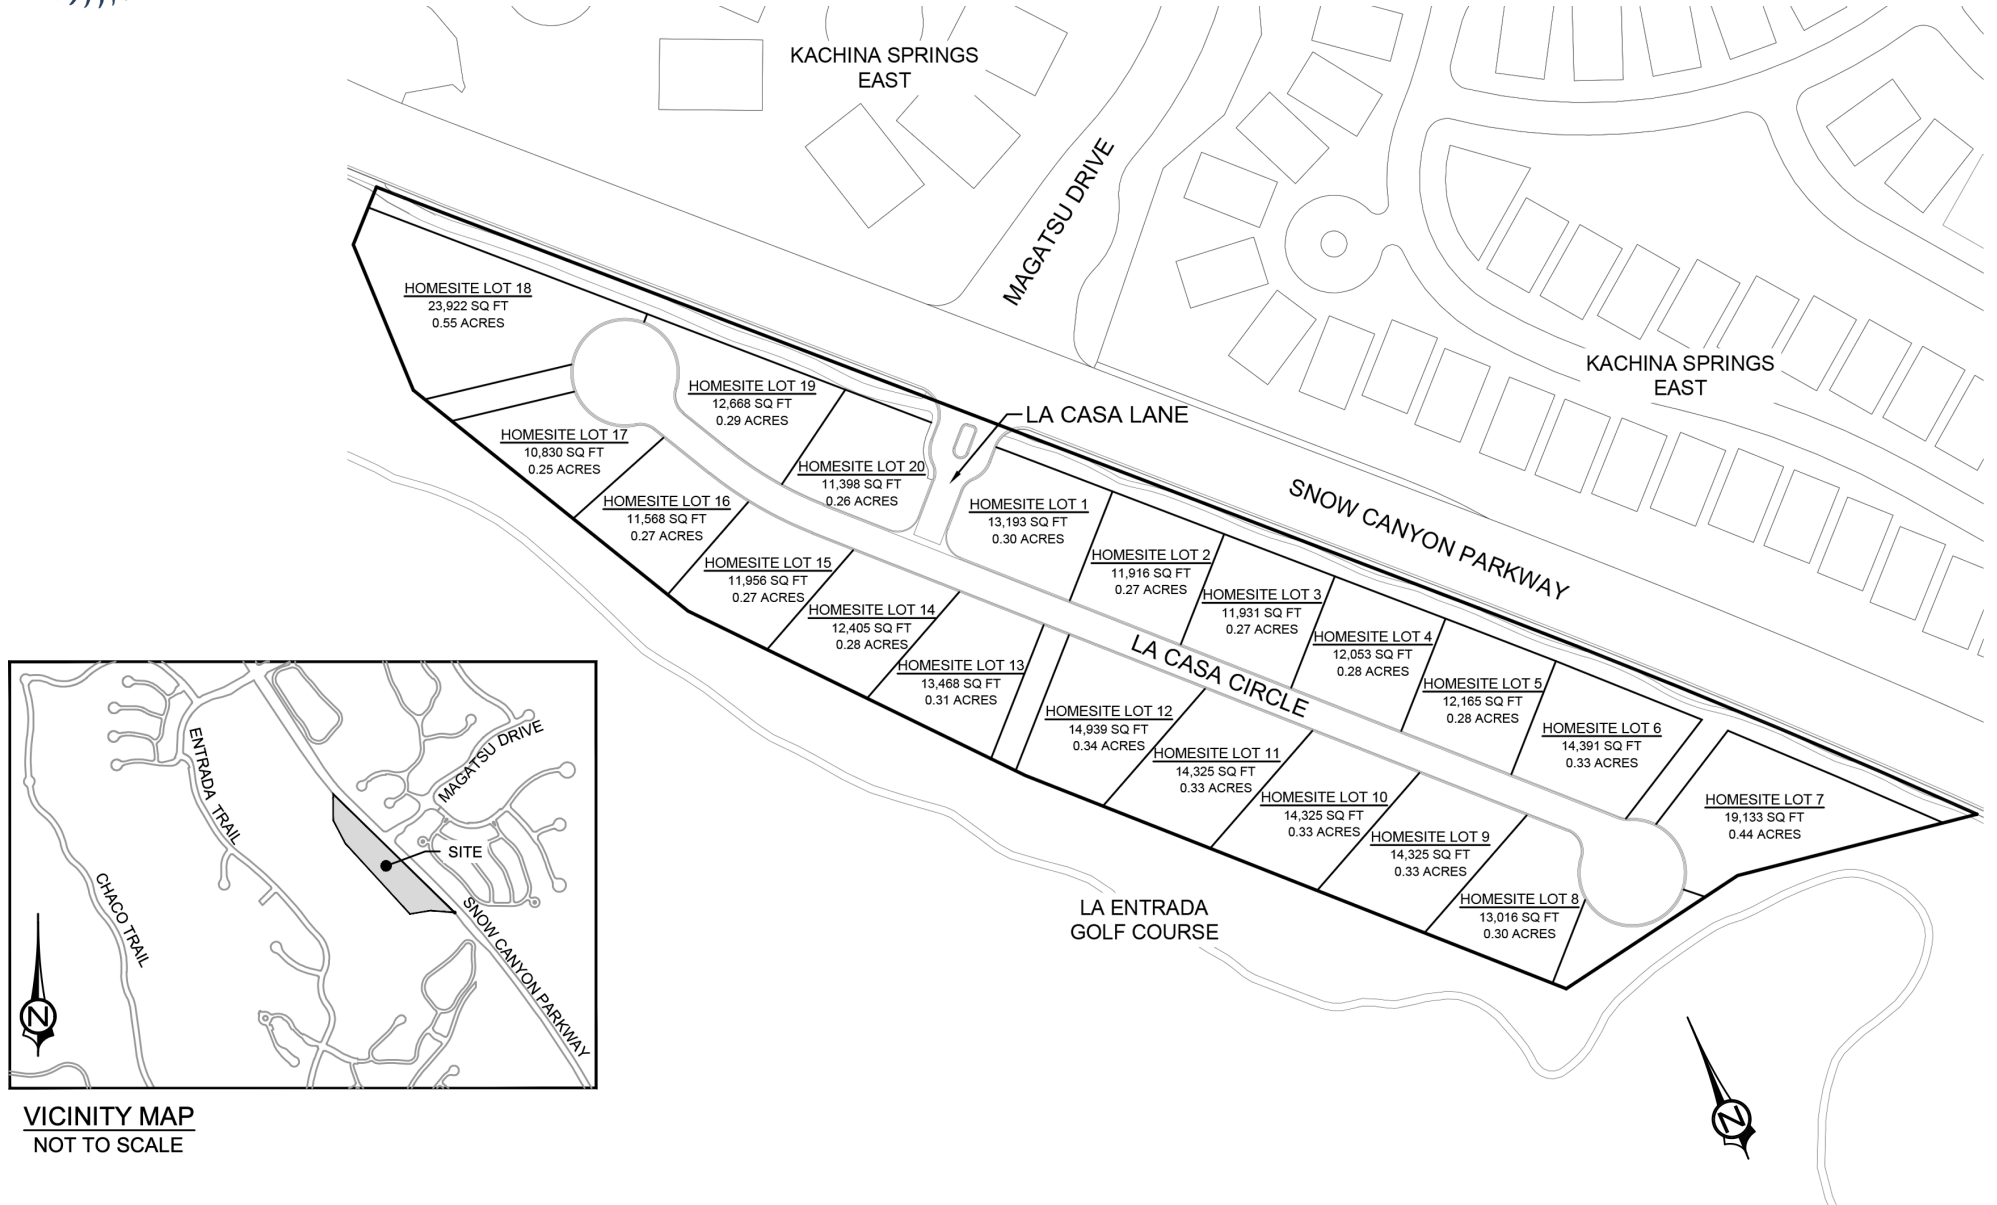 KACHINA SPRINGS
EAST
MAGATSU DRIVE
KACHINA SPRINGS
EAST
HOMESITE LOT 18
23,922 SQ FT
0.55 ACRES
HOMESITE LOT 19
12,668 SQ FT
0.29 ACRES
LA CASA LANE
HOMESITE LOT 17
10,830 SQ FT
0.25 ACRES
HOMESITE LOT 20
11,398 SQ FT
0.26 ACRES
HOMESITE LOT 16
11,568 SQ FT
0.27 ACRES
HOMESITE LOT 1
13,193 SQ FT
0.30 ACRES
SNOW CANYON PARKWAY
HOMESITE LOT 15
11,956 SQ FT
0.27 ACRES
HOMESITE LOT 2
11,916 SQ FT
0.27 ACRES
HOMESITE LOT 3
11,931 SQ FT
0.27 ACRES
HOMESITE LOT 14
12,405 SQ FT
0.28 ACRES
HOMESITE LOT 4
12,053 SQ FT
0.28 ACRES
LA CASA CIRCLE
HOMESITE LOT 13
13,468 SQ FT
0.31 ACRES
HOMESITE LOT 5
12,165 SQ FT
0.28 ACRES
HOMESITE LOT 12
14,939 SQ FT
0.34 ACRES
HOMESITE LOT 6
14,391 SQ FT
0.33 ACRES
HOMESITE LOT 11
14,325 SQ FT
0.33 ACRES
HOMESITE LOT 10
14,325 SQ FT
0.33 ACRES
HOMESITE LOT 7
19,133 SQ FT
0.44 ACRES
HOMESITE LOT 9
14,325 SQ FT
0.33 ACRES
HOMESITE LOT 8
13,016 SQ FT
0.30 ACRES
LA ENTRADA
GOLF COURSE
N
ENTRADA TRAIL
MAGATSU DRIVE
SITE
CHACO TRAIL
SNOW CANYON PARKWAY
N
VICINITY MAP
NOT TO SCALE